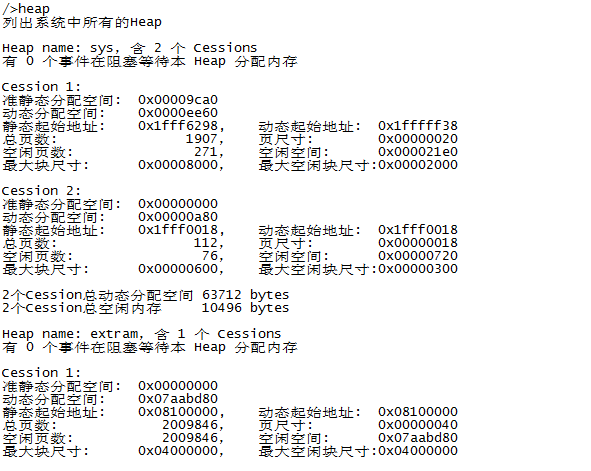 />heap
列出系统中所有的Heap
Heap name: sys，含 2 个 Cessions
有 0 个事件在阻塞等待本 Heap 分配内存
Cession 1:
准静态分配空间: 0x00009ca0
动态分配空间: 0x0000ee60
静态起始地址: 0x1fff6298， 动态起始地址: 0x1fffff38
总页数: 1907， 页尺寸: 0x00000020
空闲页数: 271， 空闲空间: 0x000021e0
最大块尺寸: 0x00008000， 最大空闲块尺寸:0x00002000
Cession 2:
准静态分配空间: 0x00000000
动态分配空间: 0x00000a80
静态起始地址: 0x1fff0018， 动态起始地址: 0x1fff0018
总页数: 112， 页尺寸: 0x00000018
空闲页数: 76， 空闲空间: 0x00000720
最大块尺寸: 0x00000600， 最大空闲块尺寸:0x00000300
2个Cession总动态分配空间 63712 bytes
2个Cession总空闲内存 10496 bytes
Heap name: extram，含 1 个 Cessions
有 0 个事件在阻塞等待本 Heap 分配内存
Cession 1:
准静态分配空间: 0x00000000
动态分配空间: 0x07aabd80
静态起始地址: 0x08100000， 动态起始地址: 0x08100000
总页数: 2009846， 页尺寸: 0x00000040
空闲页数: 2009846， 空闲空间: 0x07aabd80
最大块尺寸: 0x04000000， 最大空闲块尺寸:0x04000000